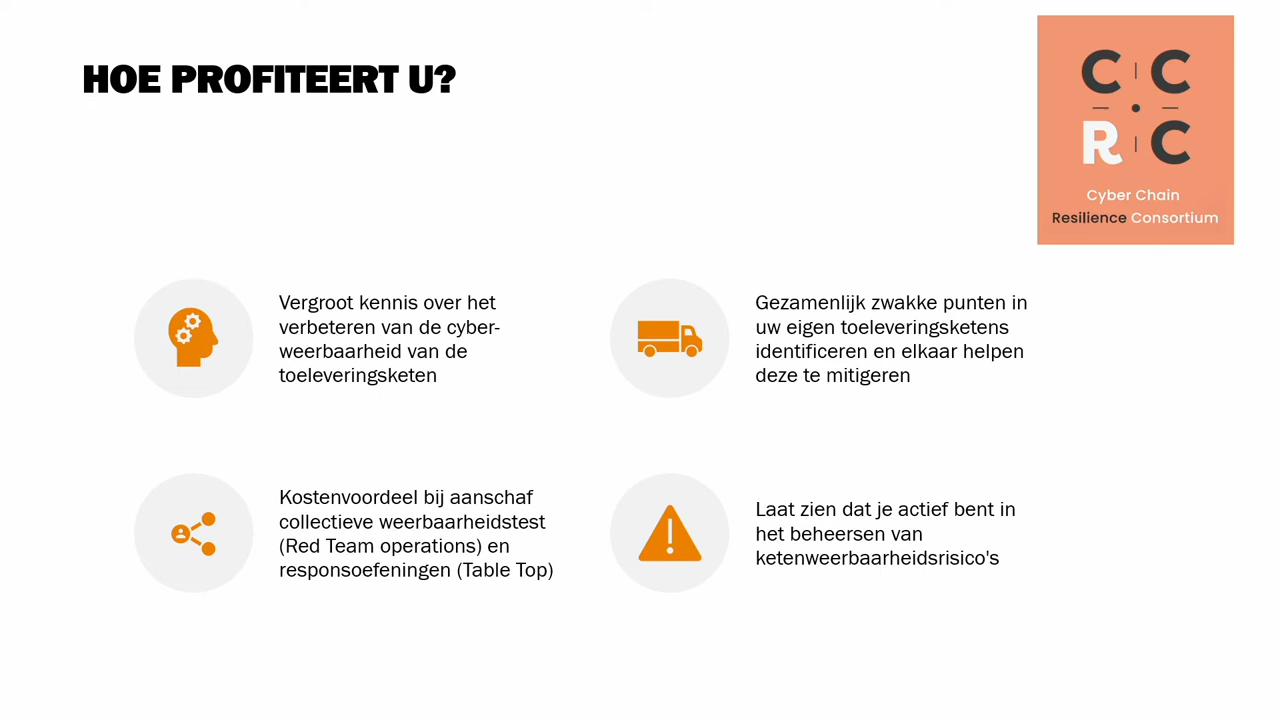 HOE PROFITEERT U?
C C
R C
Cyber Chain
Resilience Consortium
Vergroot kennis over het
verbeteren van de cyber-
weerbaarheid van de
toeleveringsketen
Gezamenlijk zwakke punten in
uw eigen toeleveringsketens
identificeren en elkaar helpen
deze te mitigeren
Kostenvoordeel bij aanschaf
collectieve weerbaarheidstest
(Red Team operations) en
responsoefeningen (Table Top)
Laat zien dat je actief bent in
het beheersen van
ketenweerbaarheidsrisico's